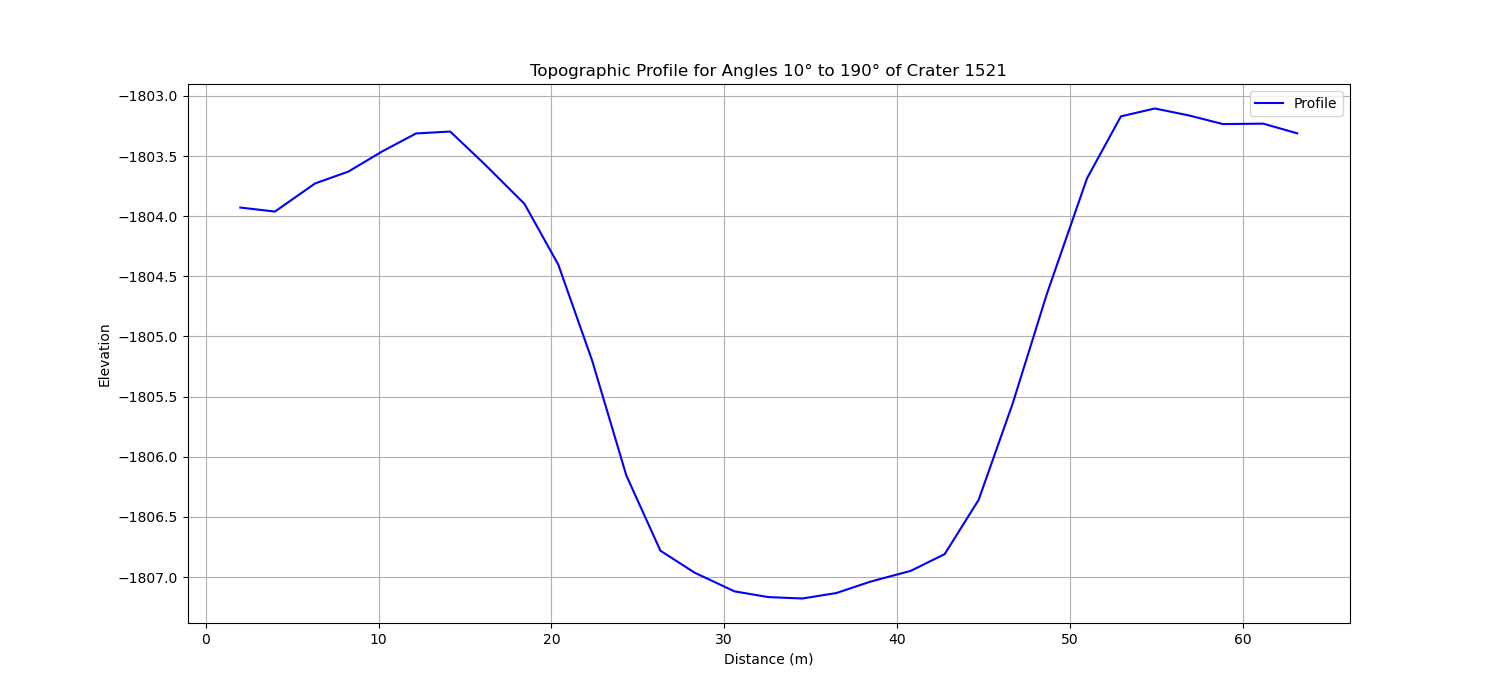 Topographic Profile for Angles 10° to 190° of Crater 1521
Profile
−1803.0
−1803.5
−1804.0
−1804.5
−1805.0
−1805.5
−1806.0
−1806.5
−1807.0
Elevation
0 10 20 30 40 50 60
Distance (m)